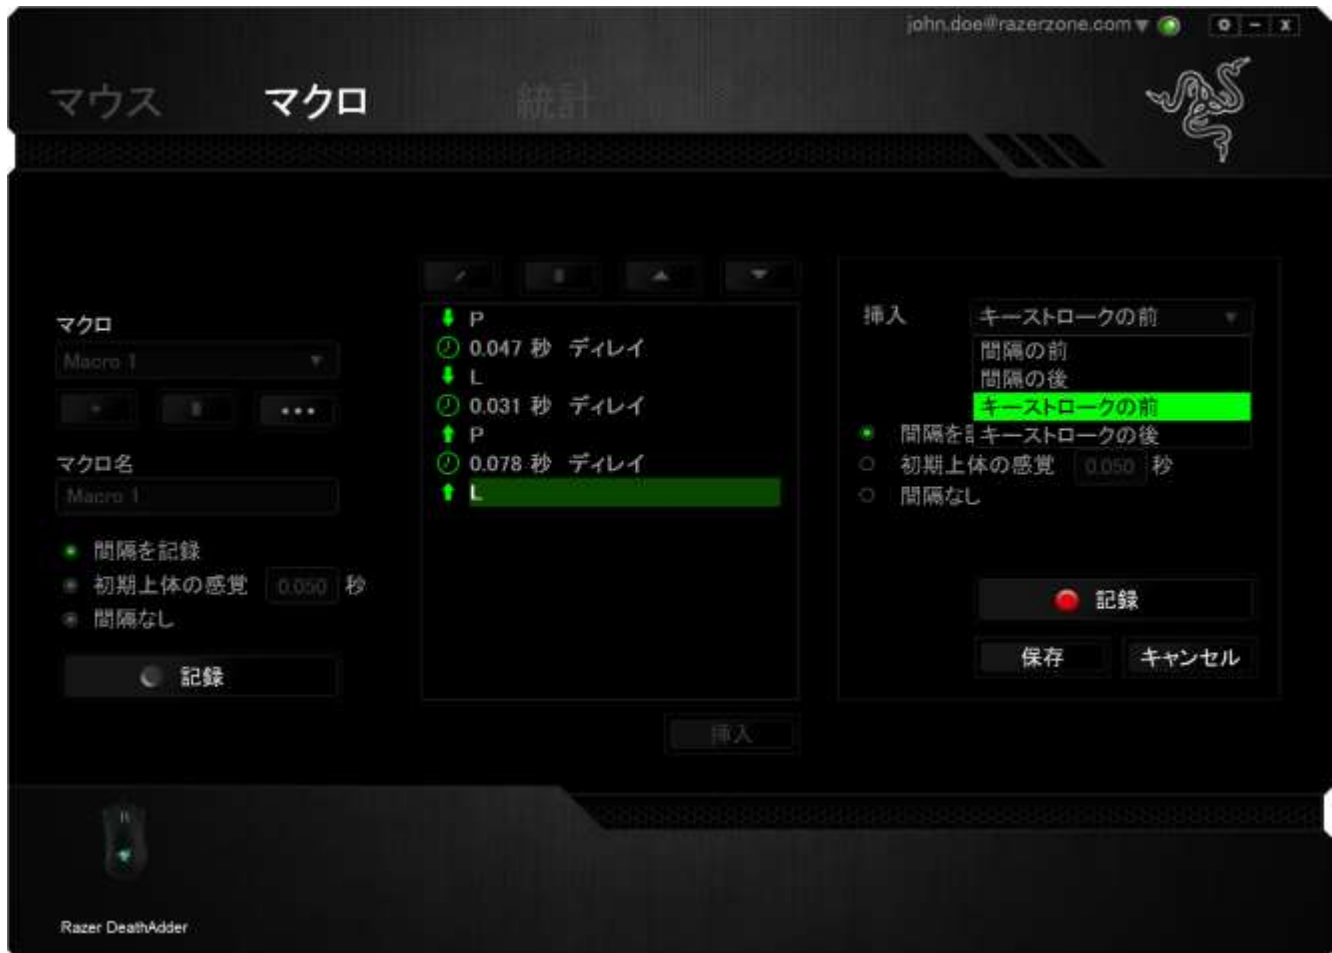 john.doe@razerzone.com
マウス マクロ 統計
マクロ
Macro 1
マクロ名
Macro 1
間隔を記録
初期上体の感覚 0.050 秒
間隔なし
記録
P
0.047 秒 ディレイ
L
0.031 秒 ディレイ
P
0.078 秒 ディレイ
L
挿入
挿入 キーストロークの前
間隔の前
間隔の後
キーストロークの前
キーストロークの後
間隔を
初期上体の感覚 0.050 秒
間隔なし
記録
保存 キャンセル
Razer DeathAdder